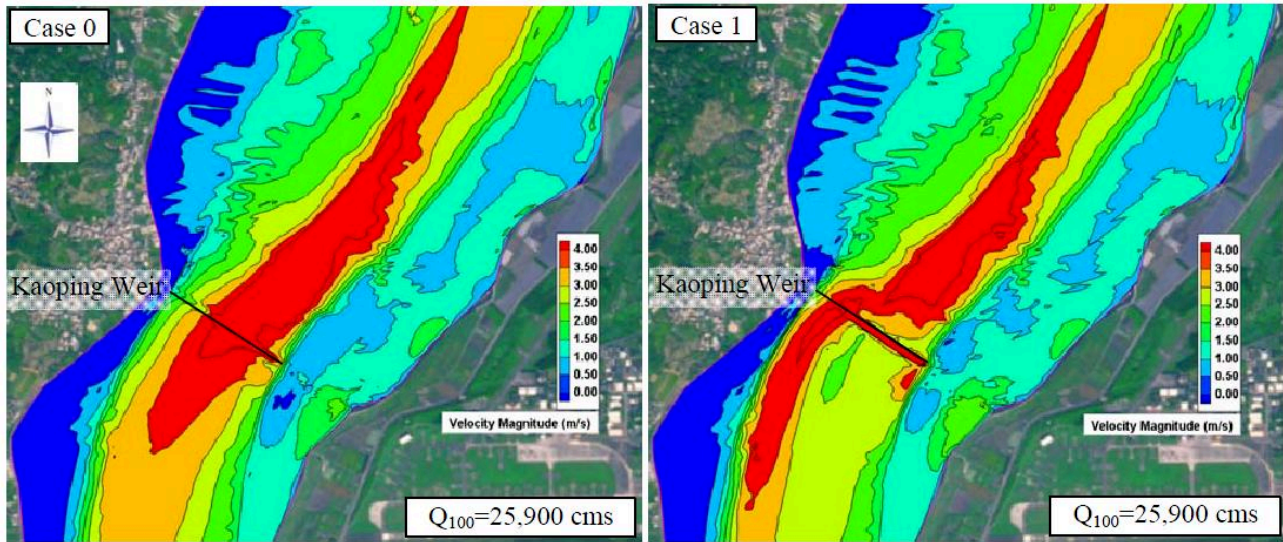 Case 0
N
Kaoping Weir
4.00
3.50
3.00
2.50
2.00
1.50
1.00
0.50
0.00
Velocity Magnitude (m/s)
Q₁₀₀=25,900 cms
Case 1
Kaoping Weir
4.00
3.50
3.00
2.50
2.00
1.50
1.00
0.50
0.00
Velocity Magnitude (m/s)
Q₁₀₀=25,900 cms